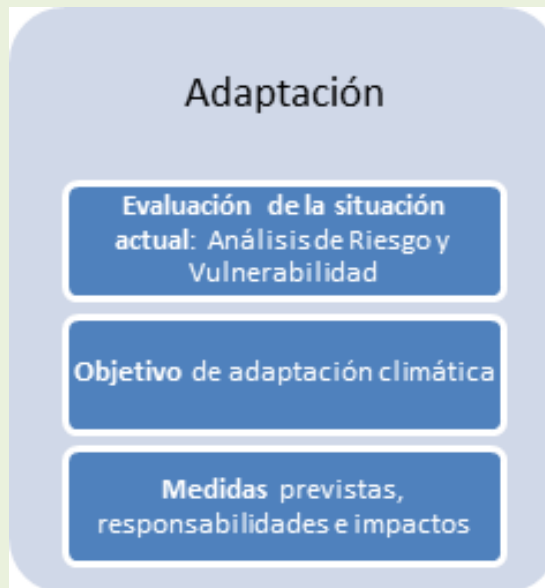 Adaptación
Evaluación de la situación
actual: Análisis de Riesgo y
Vulnerabilidad
Objetivo de adaptación climática
Medidas previstas,
responsabilidades e impactos